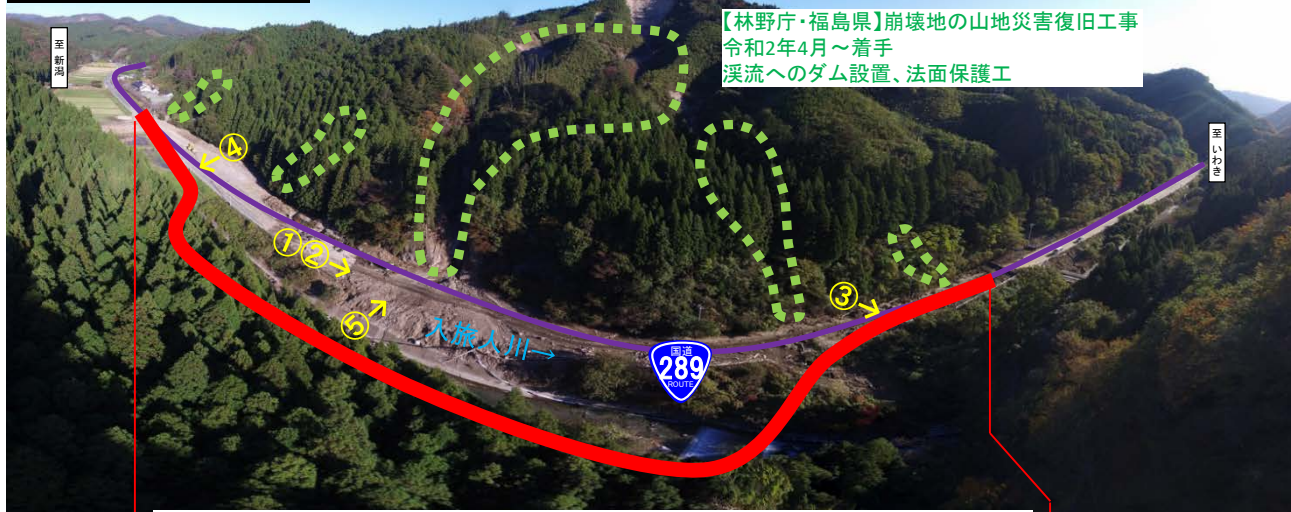 【林野庁・福島県】崩壊地の山地災害復旧工事
令和2年4月～着手
渓流へのダム設置、法面保護工
至 新潟
至 いわき
④
①②
③
⑤
入旅人川→
国道
289
ROUTE